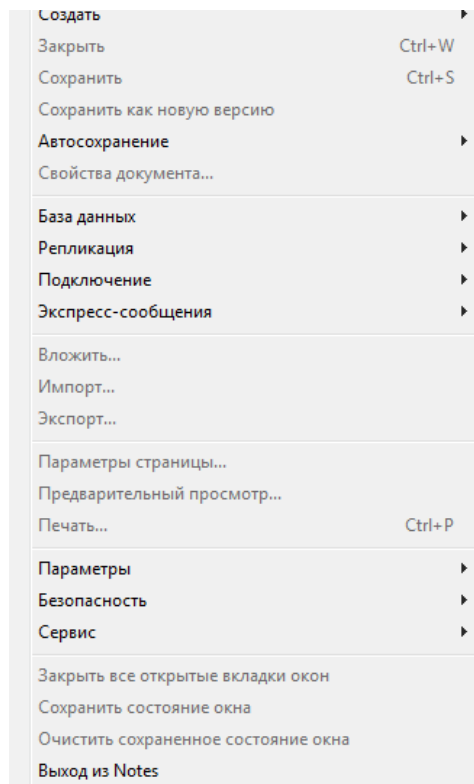 Создать
Закрыть Ctrl+W
Сохранить Ctrl+S
Сохранить как новую версию
Автосохранение
Свойства документа...
База данных
Репликация
Подключение
Экспресс-сообщения
Вложить...
Импорт...
Экспорт...
Параметры страницы...
Предварительный просмотр...
Печать... Ctrl+P
Параметры
Безопасность
Сервис
Закрыть все открытые вкладки окон
Сохранить состояние окна
Очистить сохраненное состояние окна
Выход из Notes